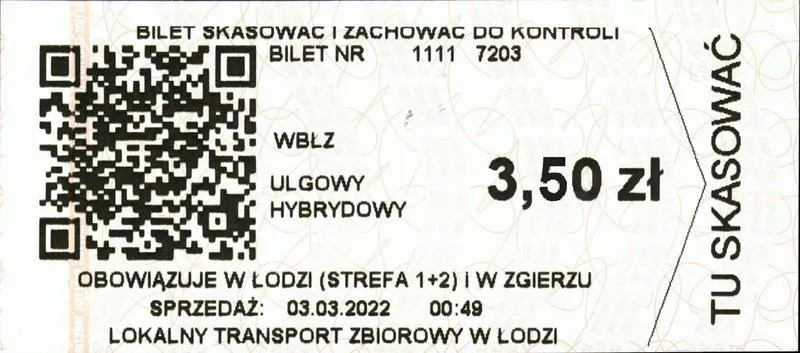 BILET SKASOWAĆ I ZACHOWAĆ DO KONTROLI
BILET NR 1111 7203
WBŁZ
ULGOWY
HYBRYDOWY
3,50 zł
OBOWIĄZUJE W ŁODZI (STREFA 1+2) I W ZGIERZU
SPRZEDAŻ: 03.03.2022 00:49
LOKALNY TRANSPORT ZBIOROWY W ŁODZI
TU SKASOWAĆ